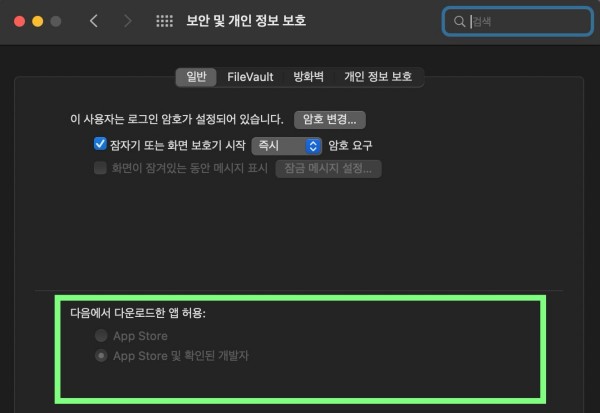 보안 및 개인 정보 보호
검색
일반 FileVault 방화벽 개인 정보 보호
이 사용자는 로그인 암호가 설정되어 있습니다. 암호 변경...
잠자기 또는 화면 보호기 시작 즉시 암호 요구
화면이 잠겨있는 동안 메시지 표시 잠금 메시지 설정...
다음에서 다운로드한 앱 허용:
App Store
App Store 및 확인된 개발자